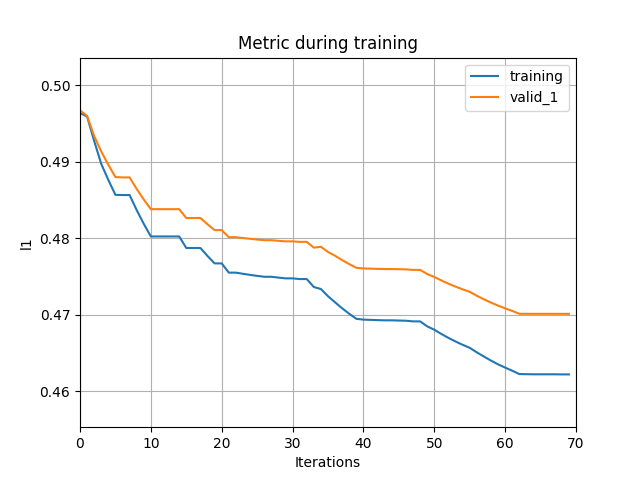 Metric during training
training
valid_1
0.50
0.49
0.48
0.47
0.46
l1
0 10 20 30 40 50 60 70
Iterations